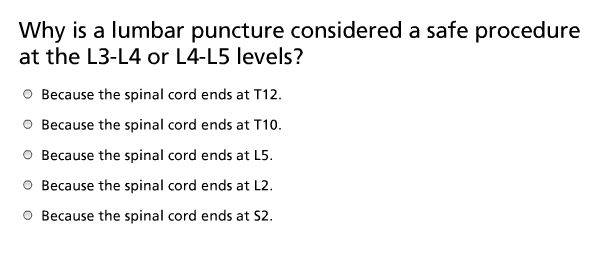 Why is a lumbar puncture considered a safe procedure
at the L3-L4 or L4-L5 levels?
Because the spinal cord ends at T12.
Because the spinal cord ends at T10.
Because the spinal cord ends at L5.
Because the spinal cord ends at L2.
Because the spinal cord ends at S2.